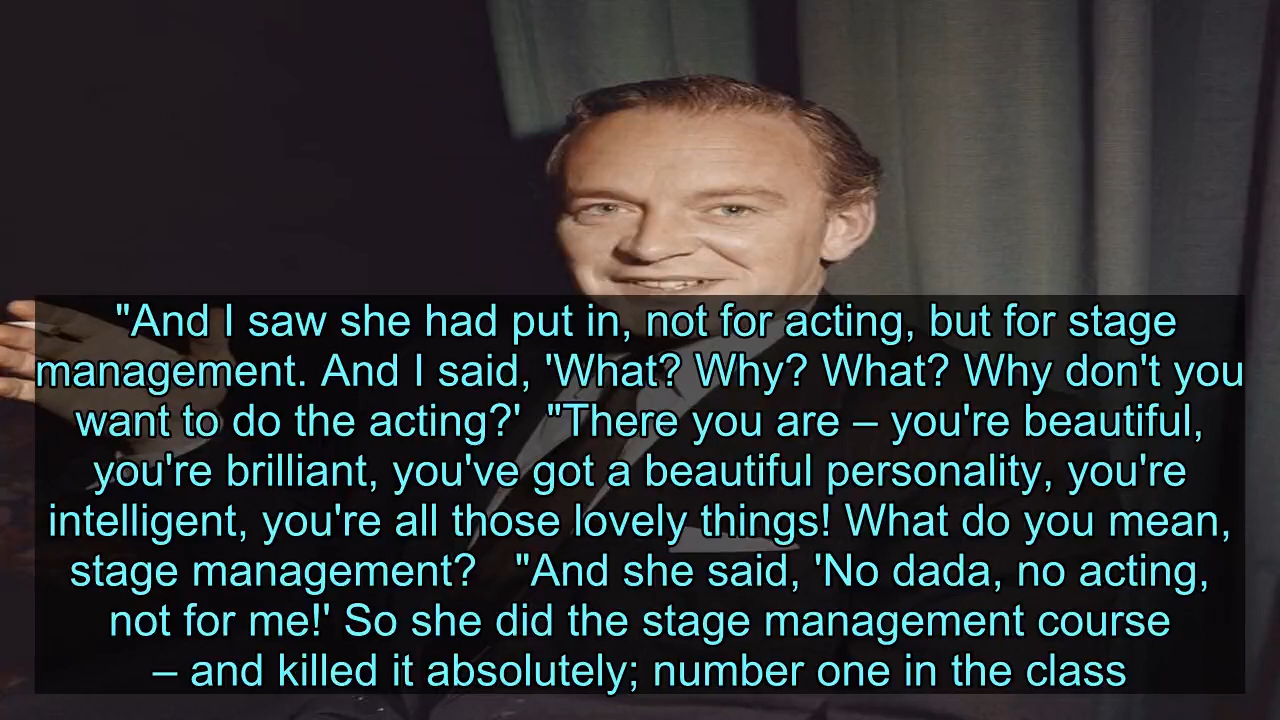 "And I saw she had put in, not for acting, but for stage
management. And I said, 'What? Why? What? Why don't you
want to do the acting?'  "There you are – you're beautiful,
you're brilliant, you've got a beautiful personality, you're
intelligent, you're all those lovely things! What do you mean,
stage management?   "And she said, 'No dada, no acting,
not for me!' So she did the stage management course
– and killed it absolutely; number one in the class